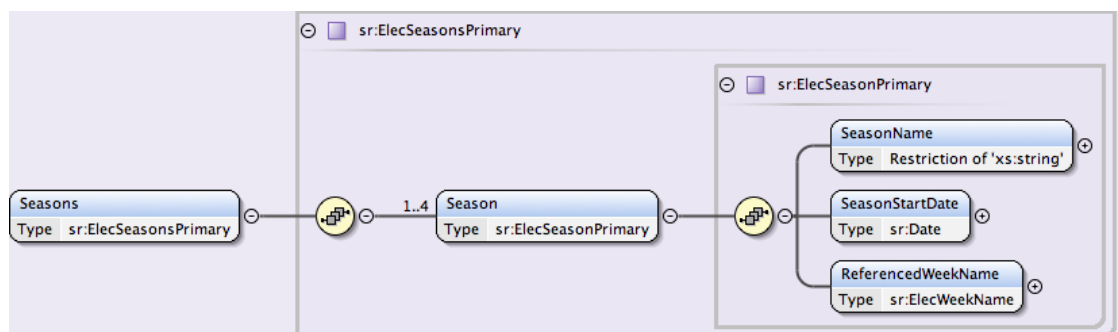 sr:ElecSeasonsPrimary
sr:ElecSeasonPrimary
SeasonName
Type Restriction of 'xs:string'
Seasons
Type sr:ElecSeasonsPrimary
1..4
Season
Type sr:ElecSeasonPrimary
SeasonStartDate
Type sr:Date
ReferencedWeekName
Type sr:ElecWeekName